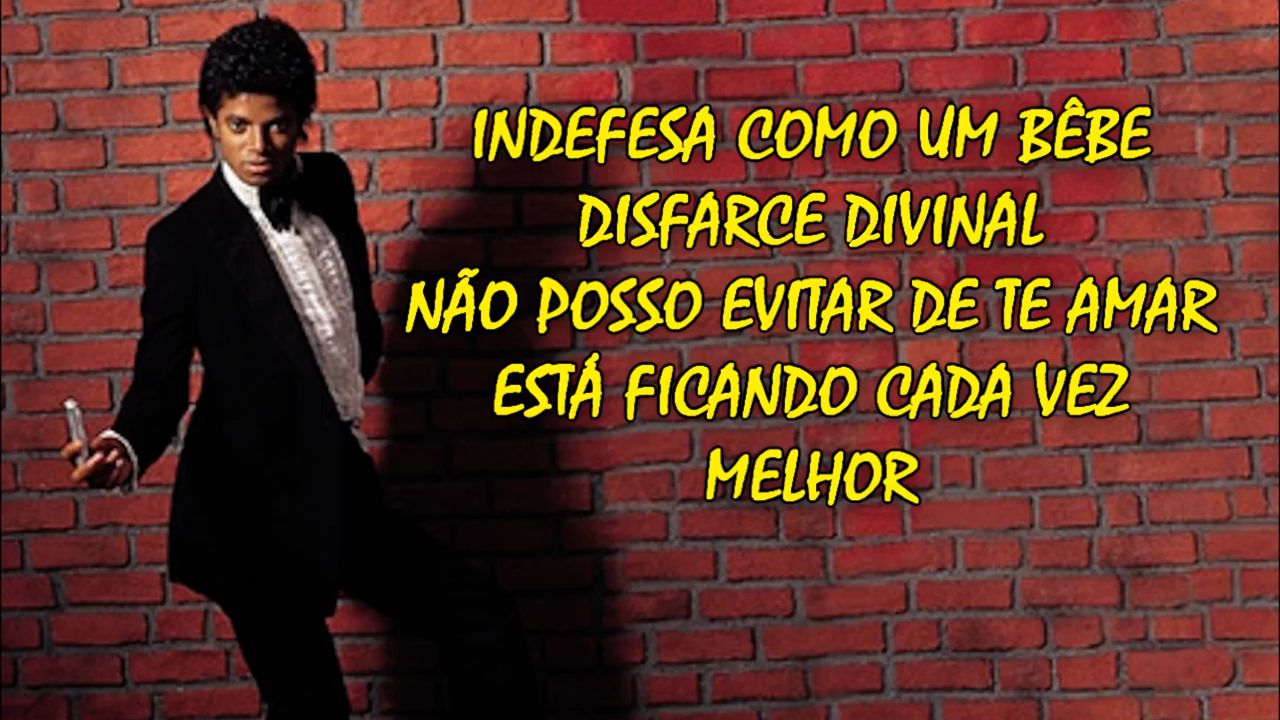 INDEFESA COMO UM BÊBE
DISFARCE DIVINAL
NÃO POSSO EVITAR DE TE AMAR
ESTÁ FICANDO CADA VEZ
MELHOR